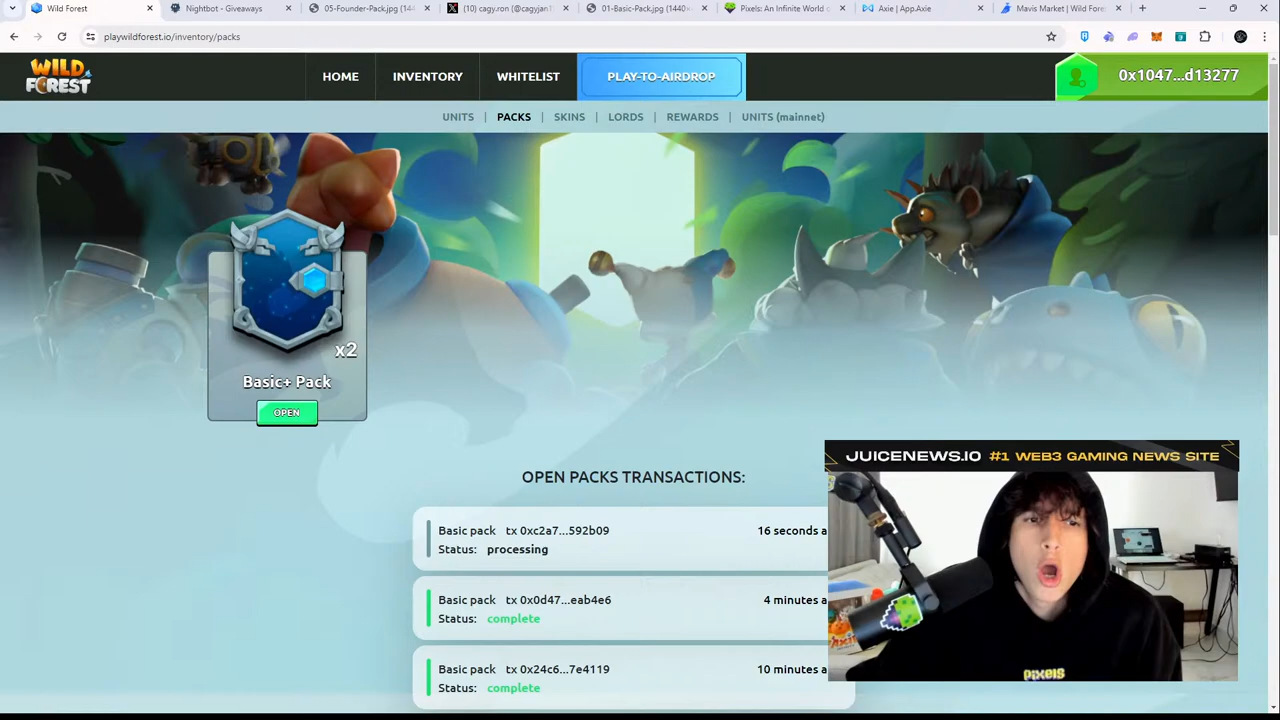 Wild Forest
Nightbot - Giveaways
05-Founder-Pack.jpg (144
(10) cagy.ron (@cagyjan1
01-Basic-Pack.jpg (1440×
Pixels: An Infinite World o
Axie | App.Axie
Mavis Market | Wild Fores
playwildforest.io/inventory/packs
WILD
FOREST
HOME
INVENTORY
WHITELIST
PLAY-TO-AIRDROP
0x1047...d13277
UNITS | PACKS | SKINS | LORDS | REWARDS | UNITS (mainnet)
x2
Basic+ Pack
OPEN
OPEN PACKS TRANSACTIONS:
Basic pack tx 0xc2a7...592b09 16 seconds a
Status: processing
Basic pack tx 0x0d47...eab4e6 4 minutes a
Status: complete
Basic pack tx 0x24c6...7e4119 10 minutes a
Status: complete
JUICENEWS.IO #1 WEB3 GAMING NEWS SITE
pixels